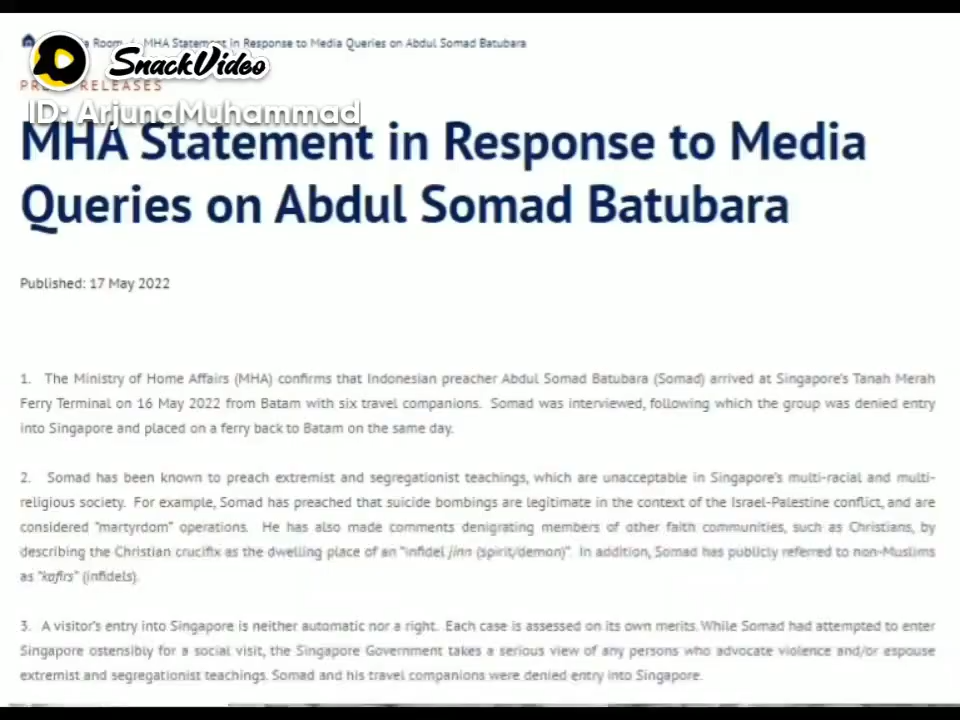 a Room
MHA Statement in Response to Media Queries on Abdul Somad Batubara
SnackVideo
PR RELEASES
ID: ArjunaMuhammad
MHA Statement in Response to Media
Queries on Abdul Somad Batubara
Published: 17 May 2022
1. The Ministry of Home Affairs (MHA) confirms that Indonesian preacher Abdul Somad Batubara (Somad) arrived at Singapore's Tanah Merah
Ferry Terminal on 16 May 2022 from Batam with six travel companions. Somad was interviewed, following which the group was denied entry
into Singapore and placed on a ferry back to Batam on the same day.
2. Somad has been known to preach extremist and segregationist teachings, which are unacceptable in Singapore's multi-racial and multi-
religious society. For example, Somad has preached that suicide bombings are legitimate in the context of the Israel-Palestine conflict, and are
considered "martyrdom" operations. He has also made comments denigrating members of other faith communities, such as Christians, by
describing the Christian crucifix as the dwelling place of an "infidel jinn (spirit/demon)". In addition, Somad has publicly referred to non-Muslims
as "kafirs" (infidels).
3. A visitor's entry into Singapore is neither automatic nor a right. Each case is assessed on its own merits. While Somad had attempted to enter
Singapore ostensibly for a social visit, the Singapore Government takes a serious view of any persons who advocate violence and/or espouse
extremist and segregationist teachings. Somad and his travel companions were denied entry into Singapore.